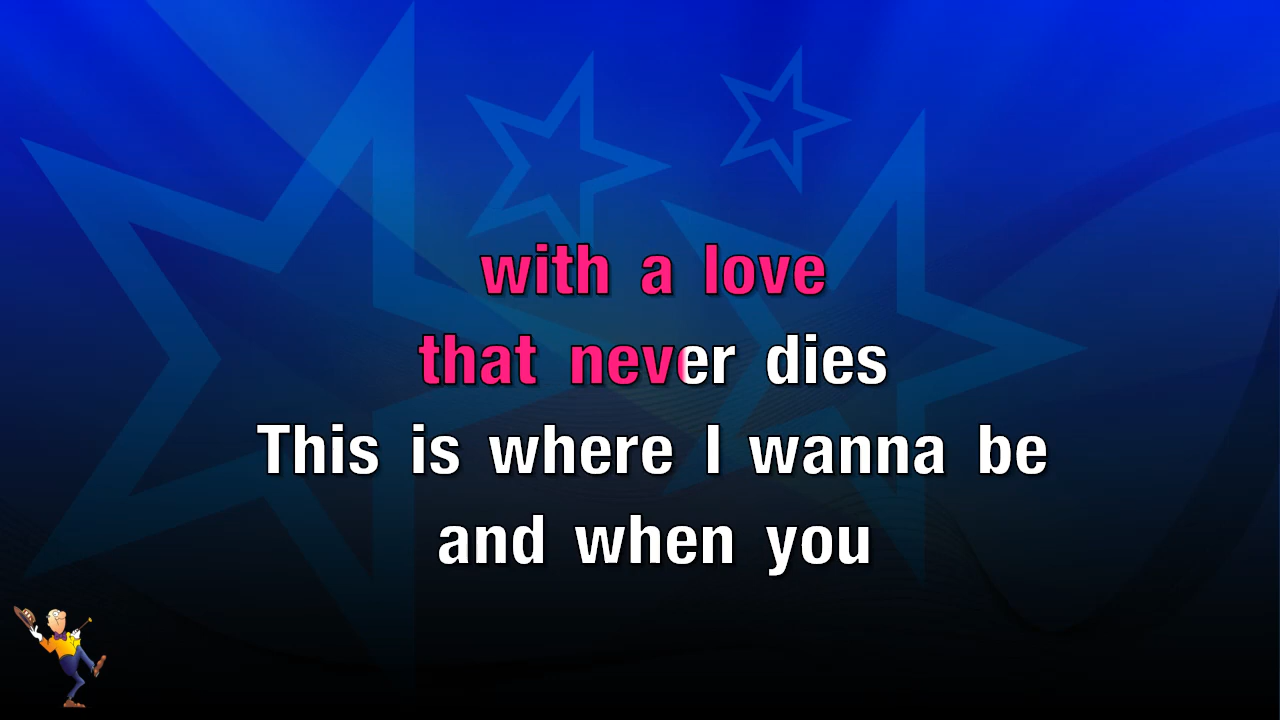 with a love
that never dies
This is where I wanna be
and when you